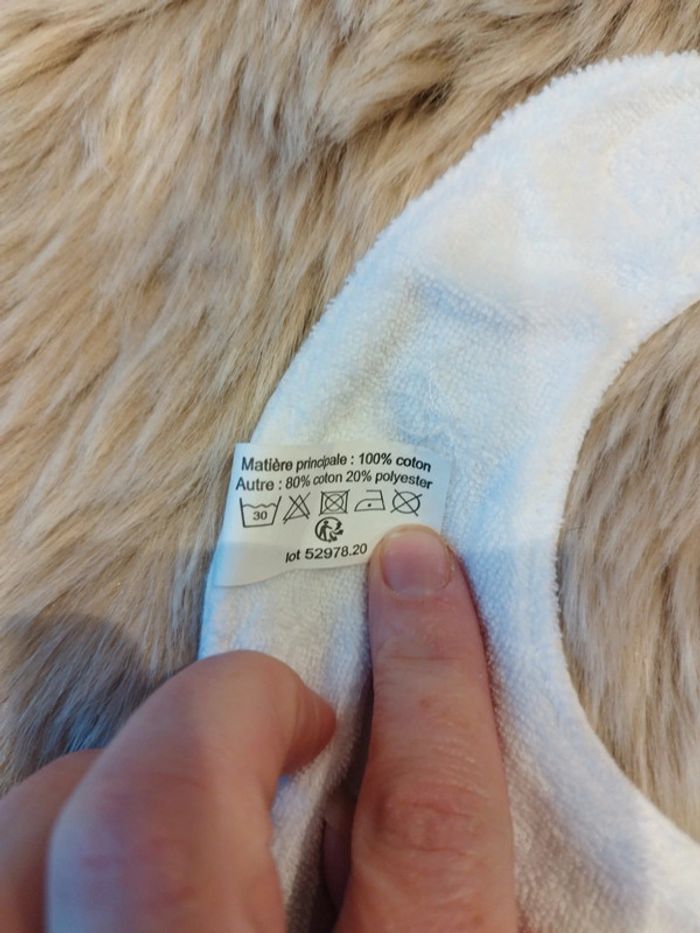 Matière principale : 100% coton
Autre : 80% coton 20% polyester
30
lot 52978.20